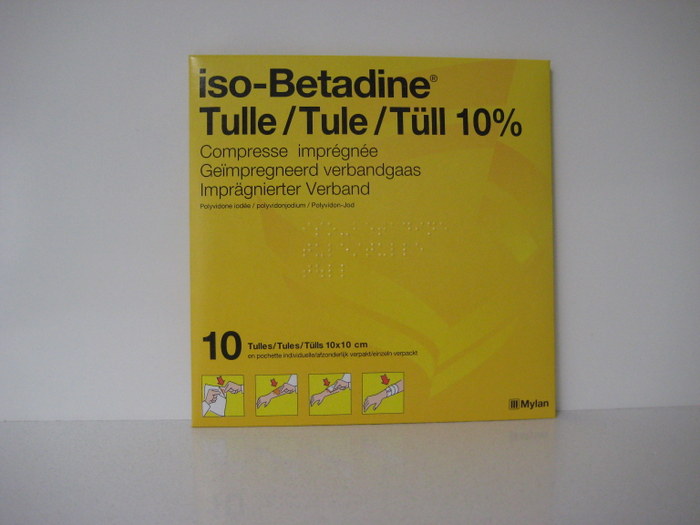 iso-Betadine®
Tulle / Tule / Tüll 10%
Compresse imprégnée
Geïmpregneerd verbandgaas
Imprägnierter Verband
Polyvidone iodée / polyvidonjodium / Polyvidon-Jod
10 Tulles/Tules/Tülls 10x10 cm
en pochette individuelle/afzonderlijk verpakt/einzeln verpackt
Mylan